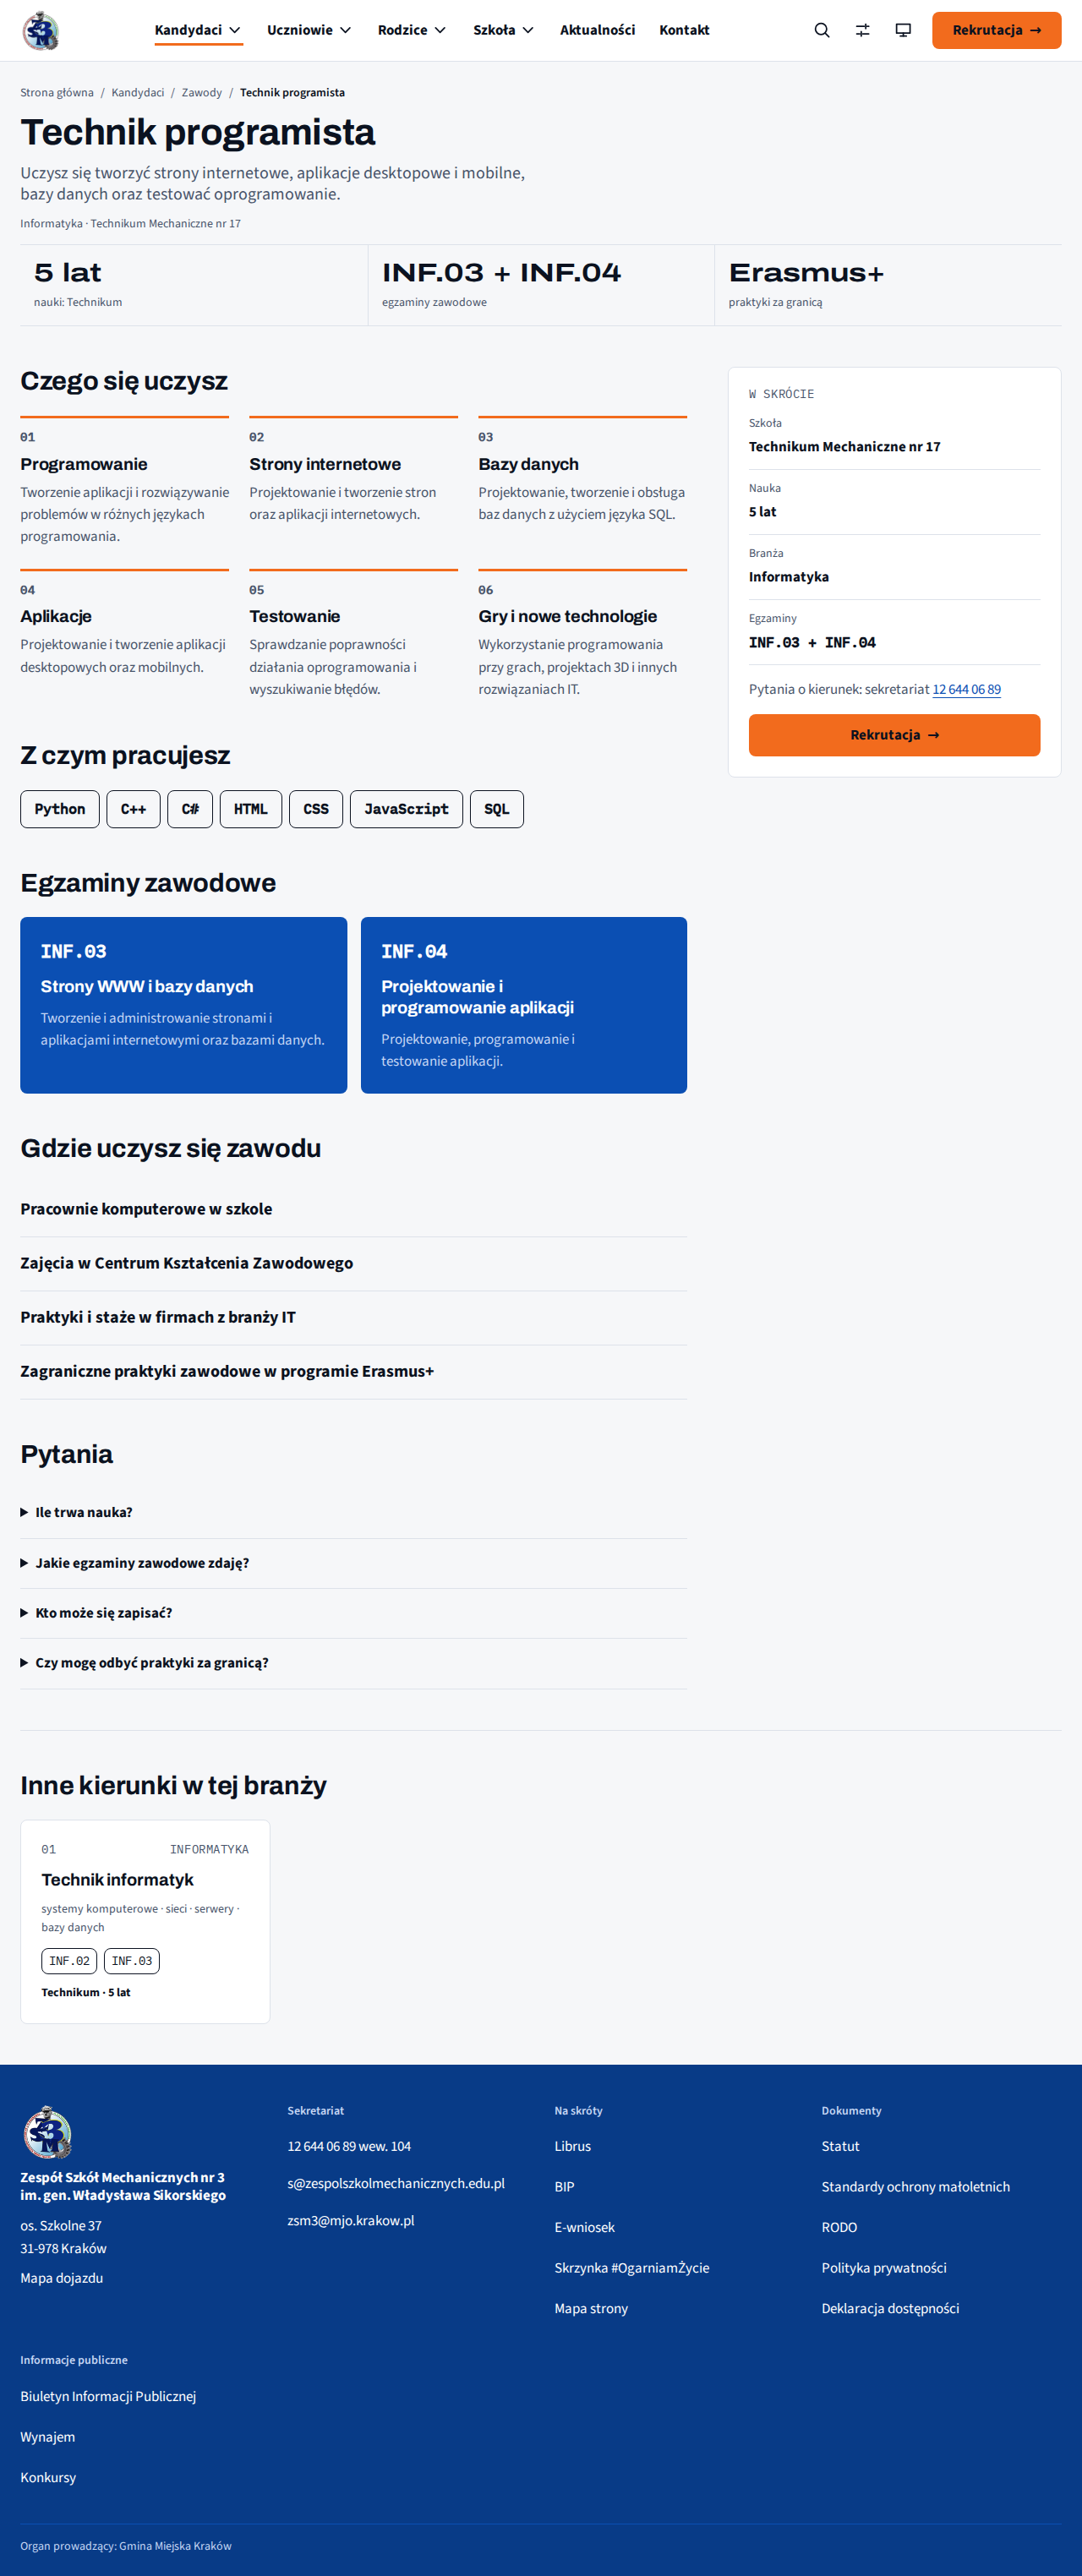 Kandydaci
Uczniowie
Rodzice
Szkoła
Aktualności
Kontakt
Rekrutacja →
Strona główna / Kandydaci / Zawody / Technik programista
Technik programista
Uczysz się tworzyć strony internetowe, aplikacje desktopowe i mobilne,
bazy danych oraz testować oprogramowanie.
Informatyka · Technikum Mechaniczne nr 17
5 lat
nauki: Technikum
INF.03 + INF.04
egzaminy zawodowe
Erasmus+
praktyki za granicą
Czego się uczysz
01
Programowanie
Tworzenie aplikacji i rozwiązywanie
problemów w różnych językach
programowania.
02
Strony internetowe
Projektowanie i tworzenie stron
oraz aplikacji internetowych.
03
Bazy danych
Projektowanie, tworzenie i obsługa
baz danych z użyciem języka SQL.
04
Aplikacje
Projektowanie i tworzenie aplikacji
desktopowych oraz mobilnych.
05
Testowanie
Sprawdzanie poprawności
działania oprogramowania i
wyszukiwanie błędów.
06
Gry i nowe technologie
Wykorzystanie programowania
przy grach, projektach 3D i innych
rozwiązaniach IT.
W SKRÓCIE
Szkoła
Technikum Mechaniczne nr 17
Nauka
5 lat
Branża
Informatyka
Egzaminy
INF.03 + INF.04
Pytania o kierunek: sekretariat 12 644 06 89
Rekrutacja →
Z czym pracujesz
Python
C++
C#
HTML
CSS
JavaScript
SQL
Egzaminy zawodowe
INF.03
Strony WWW i bazy danych
Tworzenie i administrowanie stronami i
aplikacjami internetowymi oraz bazami danych.
INF.04
Projektowanie i
programowanie aplikacji
Projektowanie, programowanie i
testowanie aplikacji.
Gdzie uczysz się zawodu
Pracownie komputerowe w szkole
Zajęcia w Centrum Kształcenia Zawodowego
Praktyki i staże w firmach z branży IT
Zagraniczne praktyki zawodowe w programie Erasmus+
Pytania
Ile trwa nauka?
Jakie egzaminy zawodowe zdaję?
Kto może się zapisać?
Czy mogę odbyć praktyki za granicą?
Inne kierunki w tej branży
01
INFORMATYKA
Technik informatyk
systemy komputerowe · sieci · serwery ·
bazy danych
INF.02
INF.03
Technikum · 5 lat
Zespół Szkół Mechanicznych nr 3
im. gen. Władysława Sikorskiego
os. Szkolne 37
31-978 Kraków
Mapa dojazdu
Sekretariat
12 644 06 89 wew. 104
s@zespolszkolmechanicznych.edu.pl
zsm3@mjo.krakow.pl
Na skróty
Librus
BIP
E-wniosek
Skrzynka #OgarniamŻycie
Mapa strony
Dokumenty
Statut
Standardy ochrony małoletnich
RODO
Polityka prywatności
Deklaracja dostępności
Informacje publiczne
Biuletyn Informacji Publicznej
Wynajem
Konkursy
Organ prowadzący: Gmina Miejska Kraków